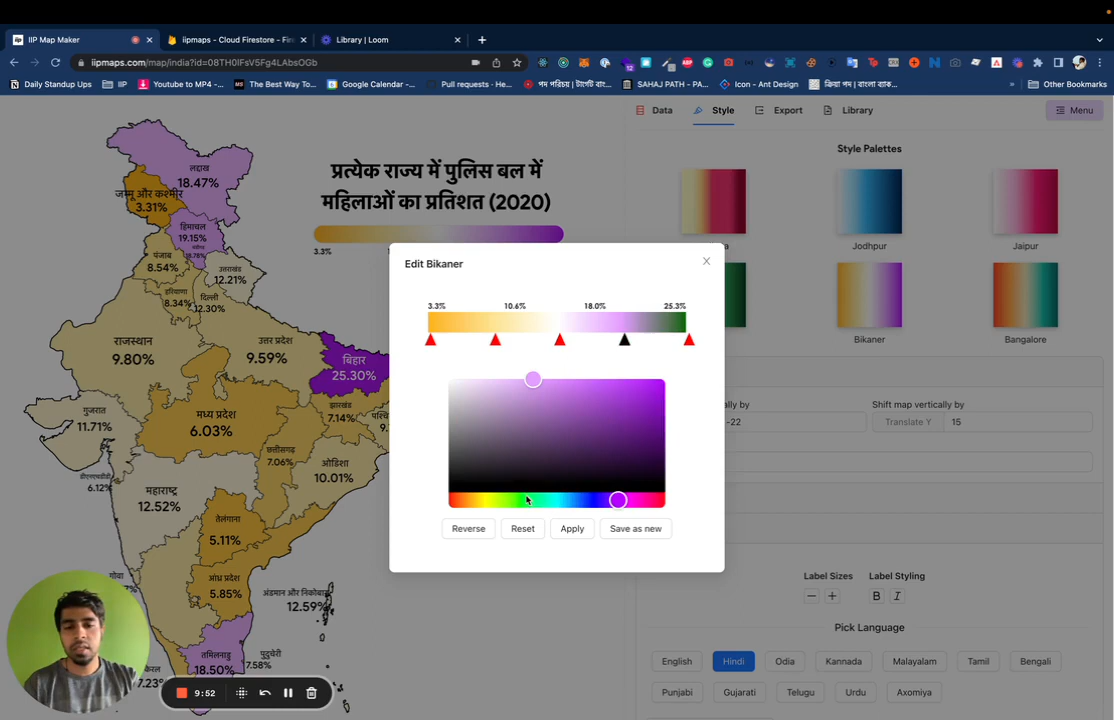 IIP Map Maker
iipmaps - Cloud Firestore - Fir
Library | Loom
iipmaps.com/map/india?id=08TH0IFsV5Fg4LAbsOGb
Daily Standup Ups
IIP
Youtube to MP4 -...
The Best Way To...
Google Calendar -...
Pull requests · He...
পদ পরিচয় | টার্গেট বাং...
SAHAJ PATH - PA...
Icon - Ant Design
ক্রিয়া পদ | বাংলা ব্যাক...
Other Bookmarks
Data
Style
Export
Library
Menu
Style Palettes
Jodhpur
Jaipur
Bikaner
Bangalore
प्रत्येक राज्य में पुलिस बल में
महिलाओं का प्रतिशत (2020)
3.3%
लद्दाख
18.47%
जम्मू और कश्मीर
3.31%
हिमाचल
19.15%
18.78%
पंजाब
8.54%
उत्तराखंड
12.21%
हरियाणा
8.34%
दिल्ली
12.30%
राजस्थान
9.80%
उत्तर प्रदेश
9.59%
बिहार
25.30%
गुजरात
11.71%
मध्य प्रदेश
6.03%
झारखंड
7.14%
छत्तीसगढ़
7.06%
ओडिशा
10.01%
6.12%
महाराष्ट्र
12.52%
तेलंगाना
5.11%
गोवा
आंध्र प्रदेश
5.85%
अंडमान और निकोबार
12.59%
तमिलनाडु
18.50%
पुदुचेरी
7.58%
केरल
7.23%
Edit Bikaner
3.3%
10.6%
18.0%
25.3%
Reverse
Reset
Apply
Save as new
Shift map vertically by
-22
Translate Y
15
Label Sizes
Label Styling
B
I
Pick Language
English
Hindi
Odia
Kannada
Malayalam
Tamil
Bengali
Punjabi
Gujarati
Telugu
Urdu
Axomiya
9:52